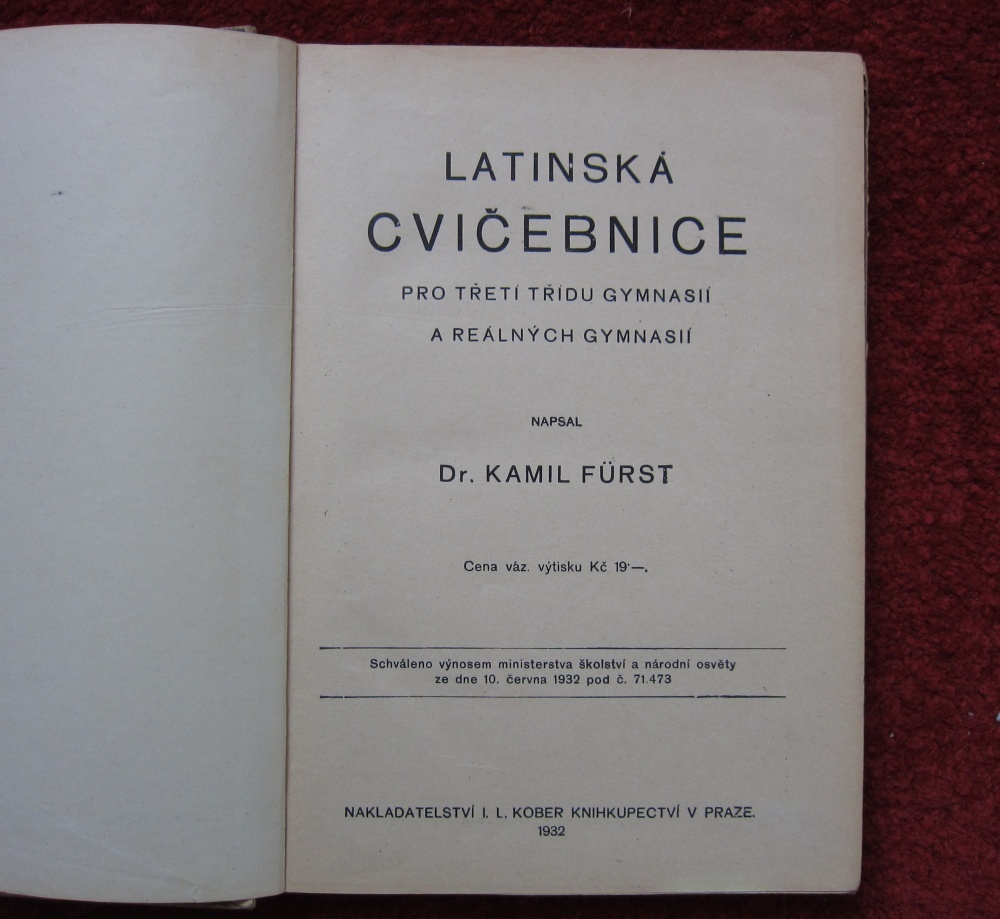 LATINSKÁ
CVIČEBNICE
PRO TŘETÍ TŘÍDU GYMNASIÍ
A REÁLNÝCH GYMNASIÍ
NAPSAL
Dr. KAMIL FÜRST
Cena váz. výtisku Kč 19·—.
Schváleno výnosem ministerstva školství a národní osvěty
ze dne 10. června 1932 pod č. 71.473
NAKLADATELSTVÍ I. L. KOBER KNIHKUPECTVÍ V PRAZE.
1932